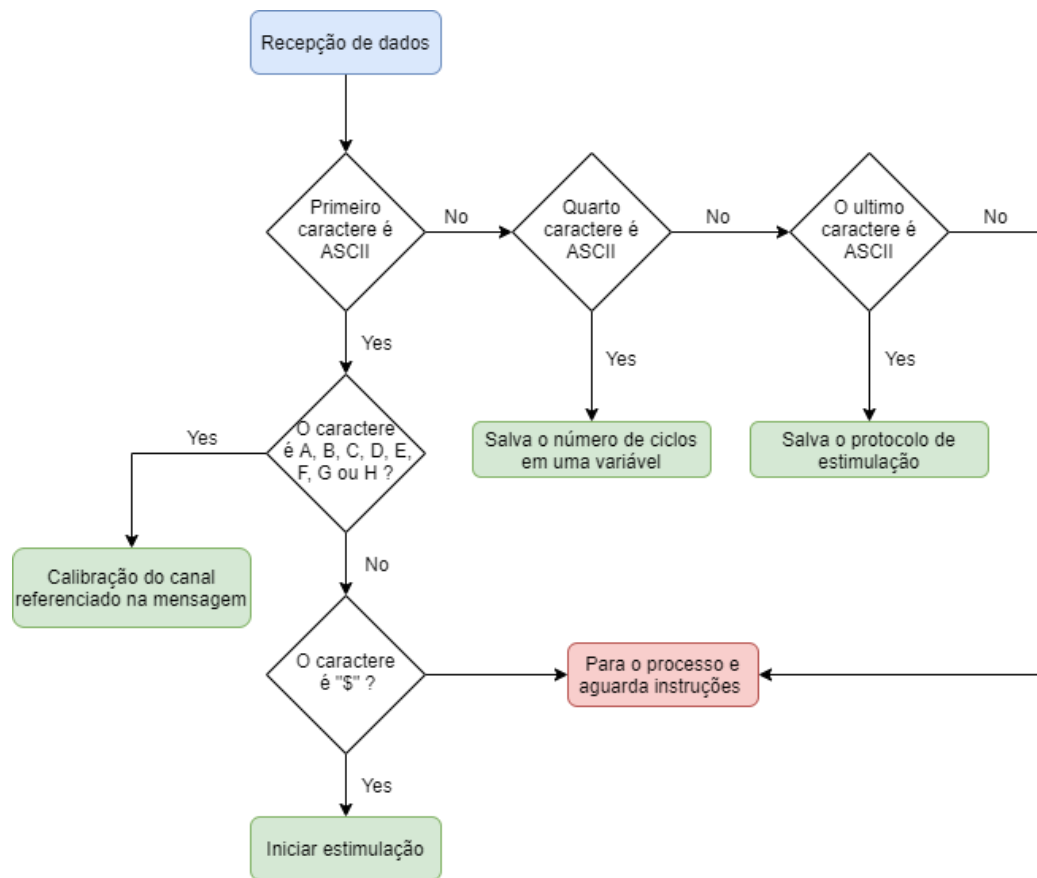 Recepção de dados
Primeiro
caractere é
ASCII
No
Quarto
caractere é
ASCII
No
O ultimo
caractere é
ASCII
No
Yes
Yes
Yes
O caractere
é A, B, C, D, E,
F, G ou H ?
Yes
Salva o número de ciclos
em uma variável
Salva o protocolo de
estimulação
No
Calibração do canal
referenciado na mensagem
O caractere
é "$" ?
Para o processo e
aguarda instruções
Yes
Iniciar estimulação